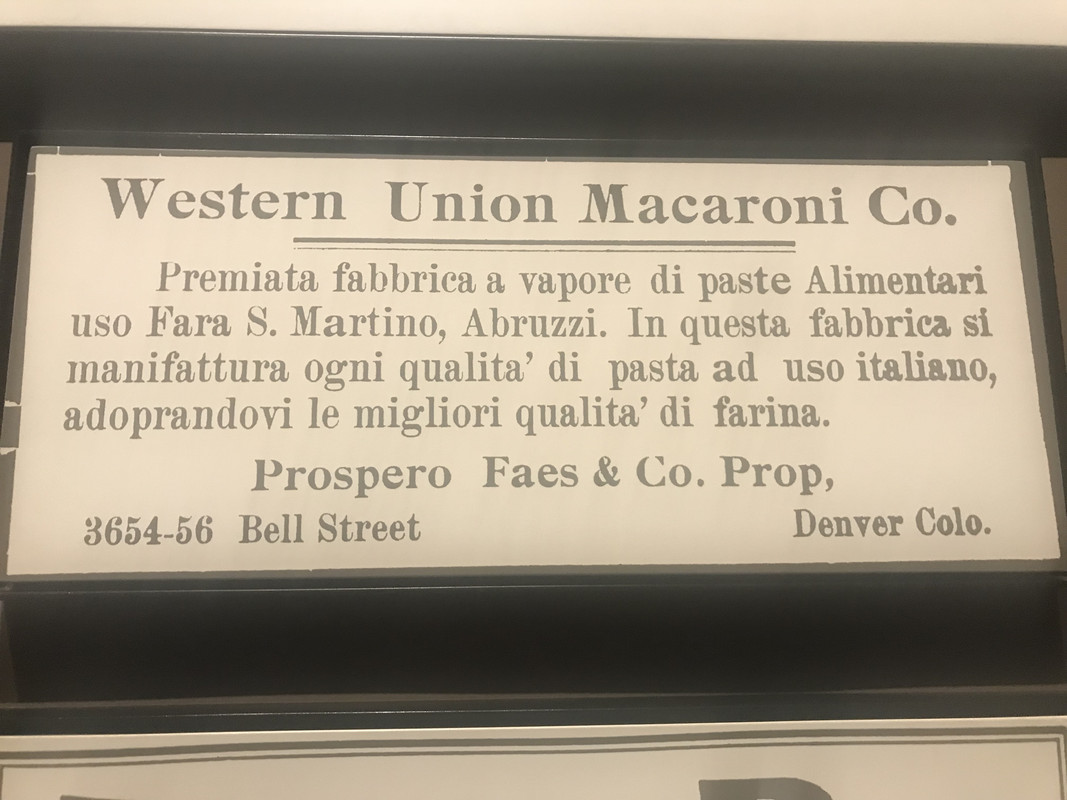 Western Union Macaroni Co.
Premiata fabbrica a vapore di paste Alimentari
uso Fara S. Martino, Abruzzi. In questa fabbrica si
manifattura ogni qualita' di pasta ad uso italiano,
adoprandovi le migliori qualita' di farina.
Prospero Faes & Co. Prop,
3654-56 Bell Street Denver Colo.